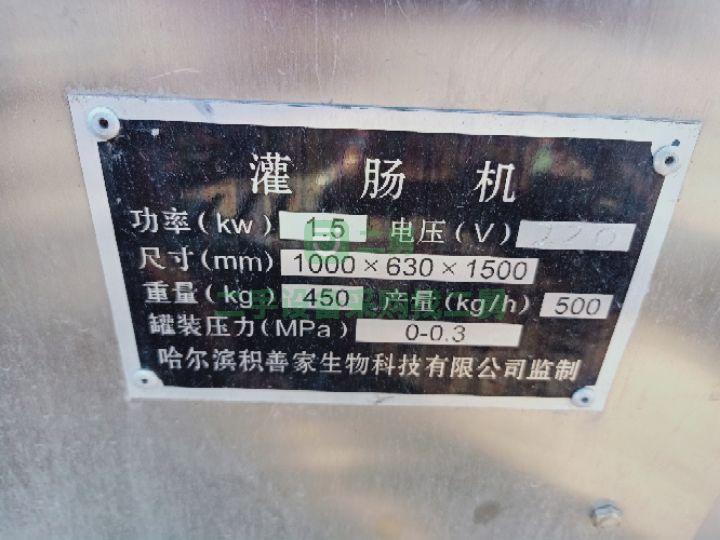 灌肠机
功率(kw) 1.5 电压(V) 220
尺寸(mm) 1000×630×1500
重量(kg) 450 产量(kg/h) 500
罐装压力(MPa) 0-0.3
哈尔滨积善家生物科技有限公司监制